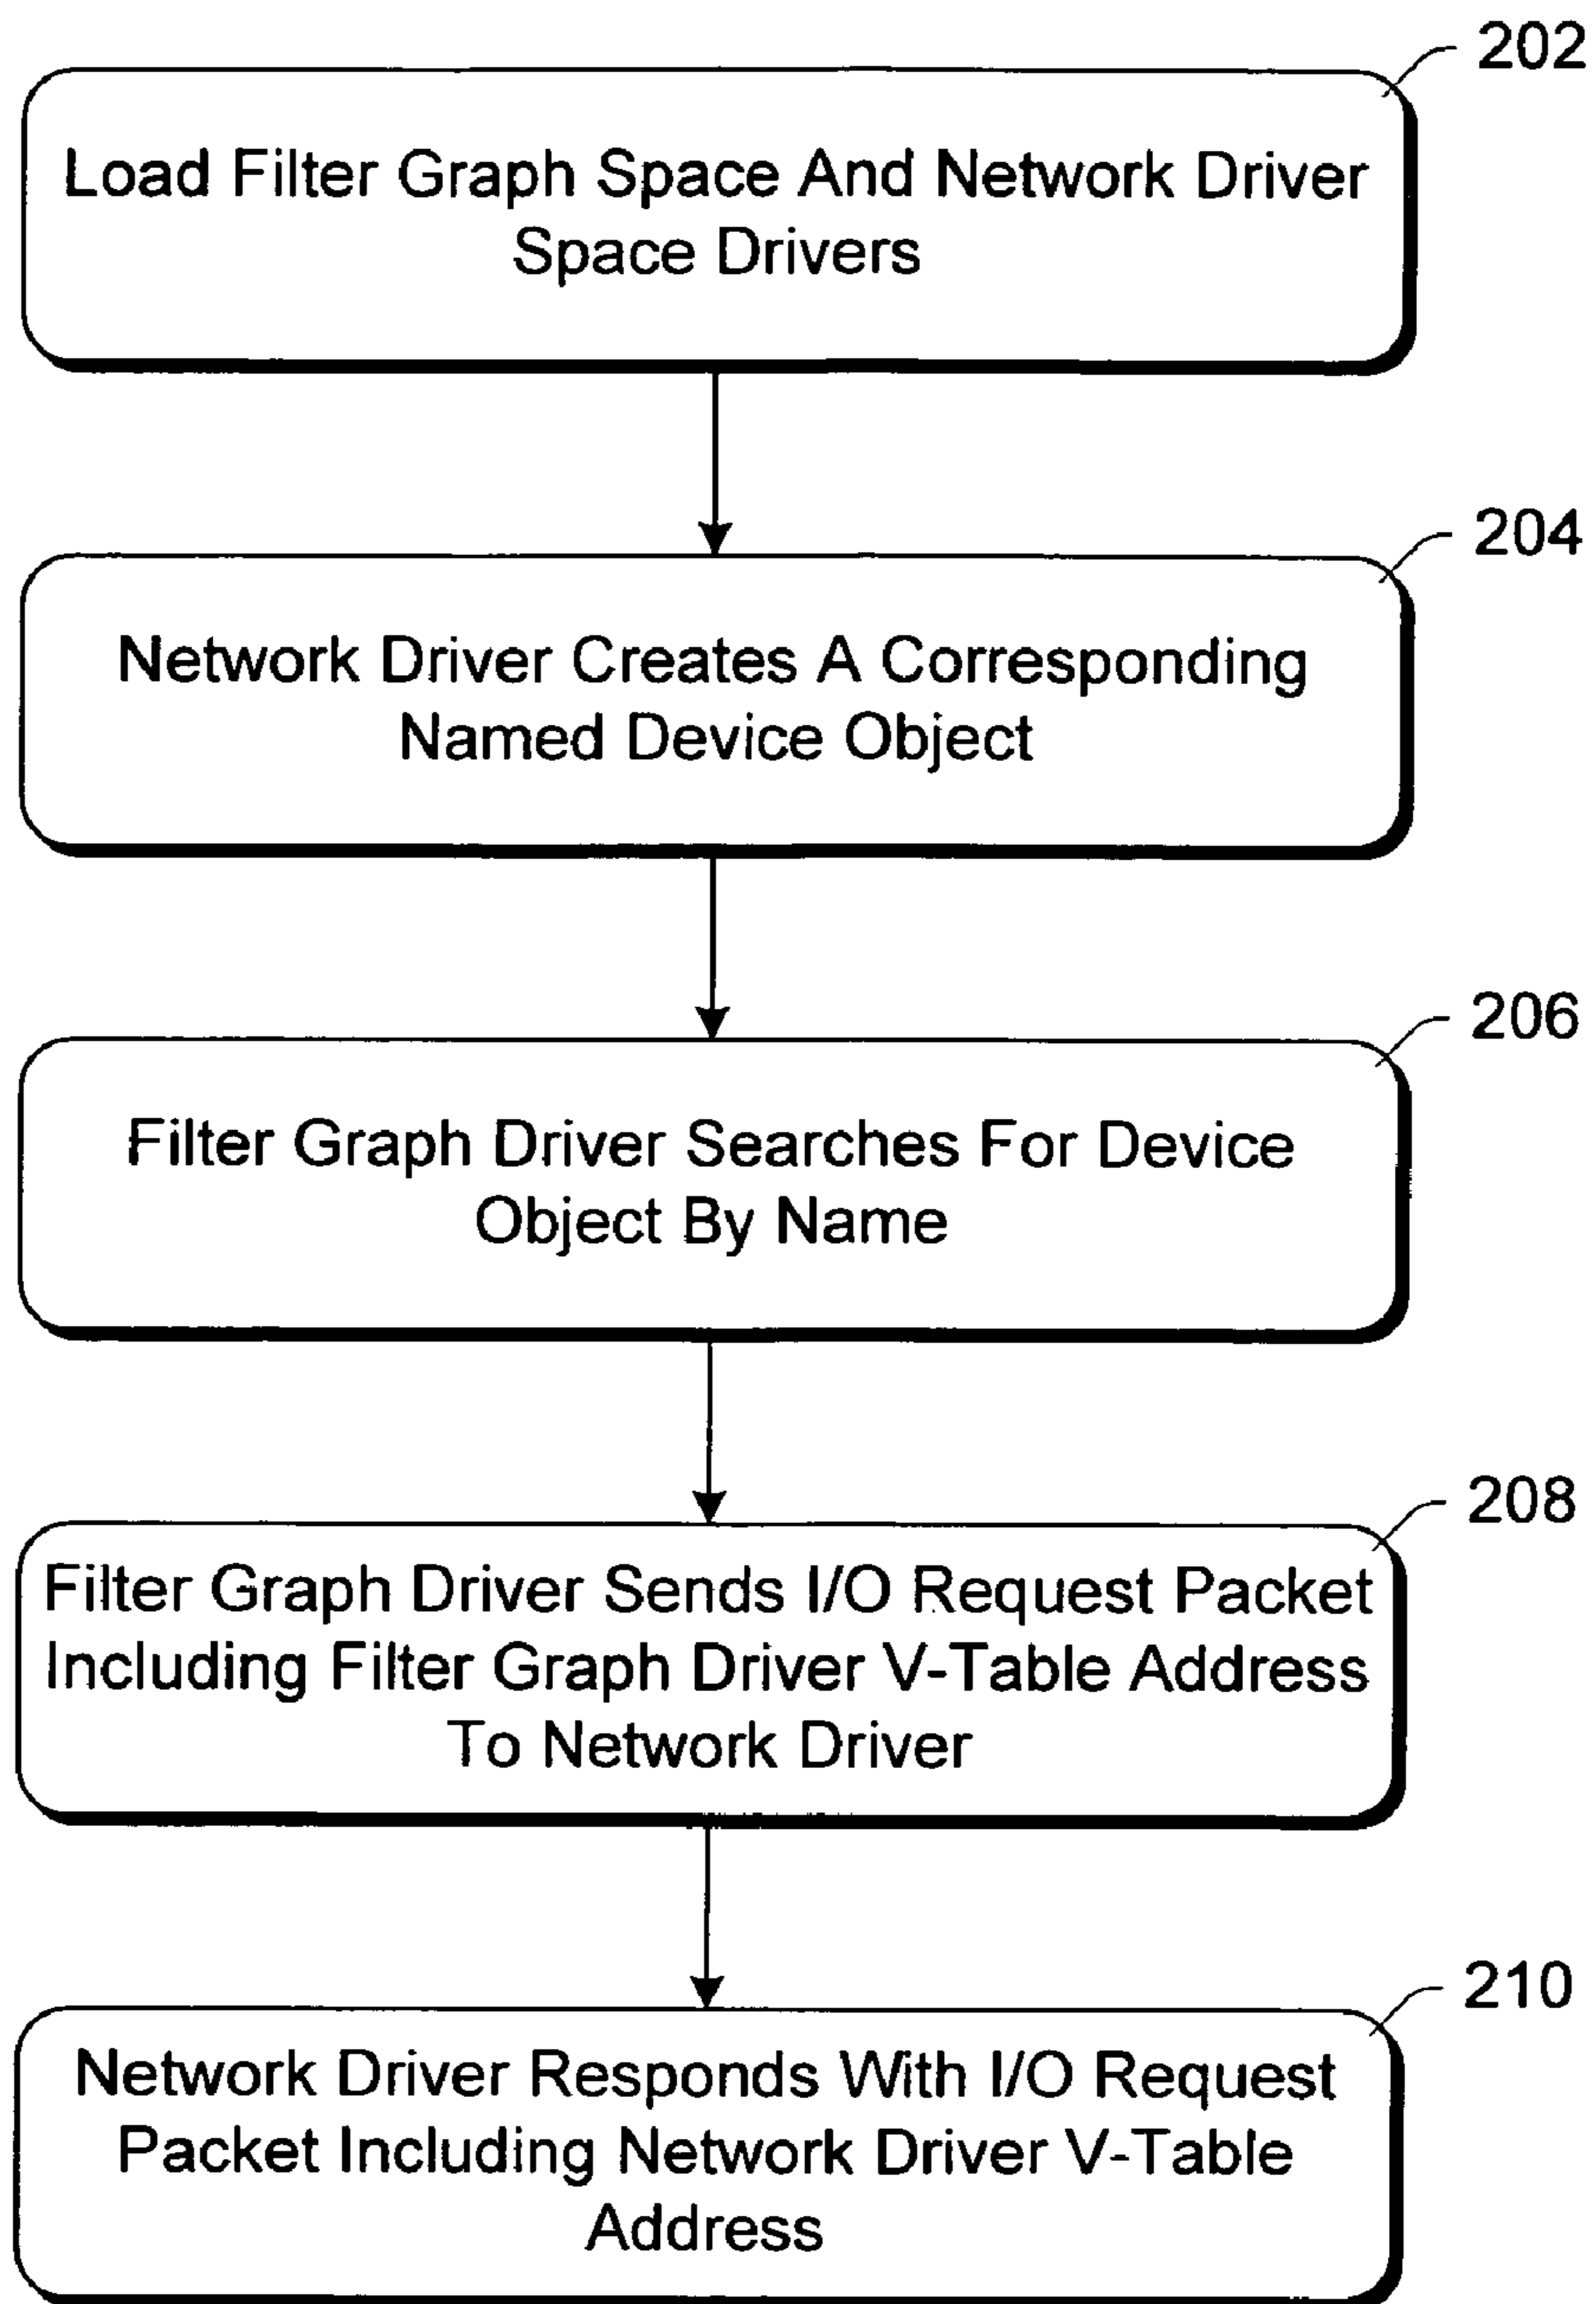 202
Load Filter Graph Space And Network Driver
Space Drivers
204
Network Driver Creates A Corresponding
Named Device Object
206
Filter Graph Driver Searches For Device
Object By Name
208
Filter Graph Driver Sends I/O Request Packet
Including Filter Graph Driver V-Table Address
To Network Driver
210
Network Driver Responds With I/O Request
Packet Including Network Driver V-Table
Address